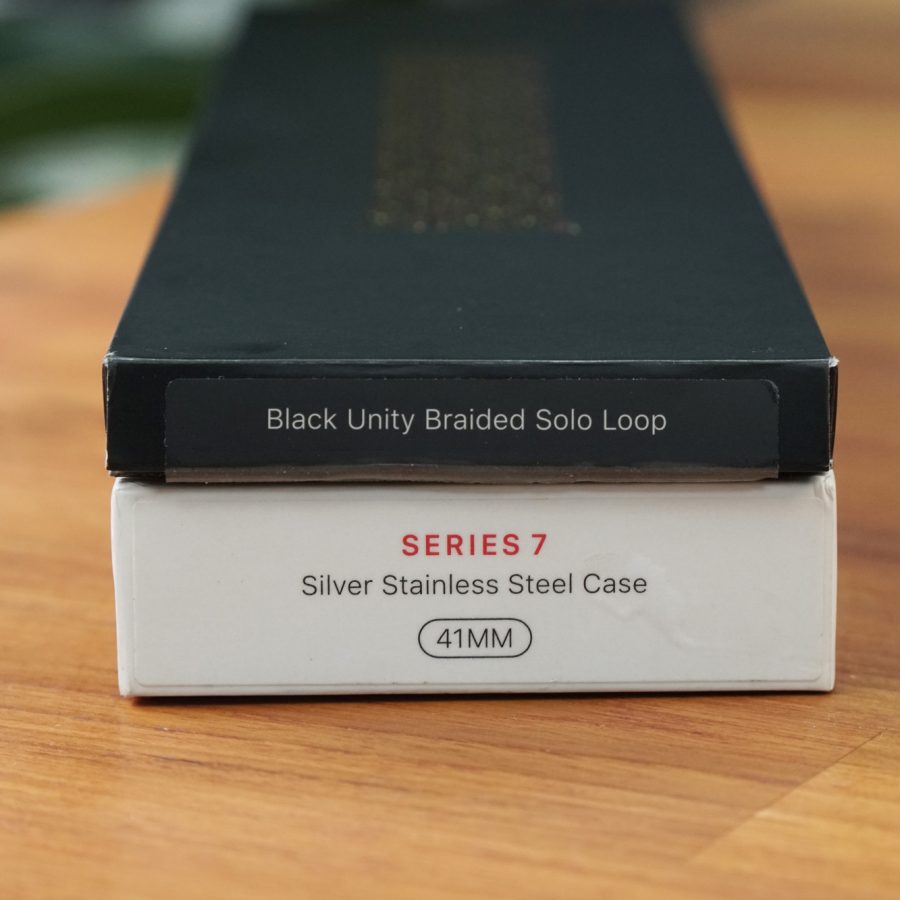 Black Unity Braided Solo Loop
SERIES 7
Silver Stainless Steel Case
41MM